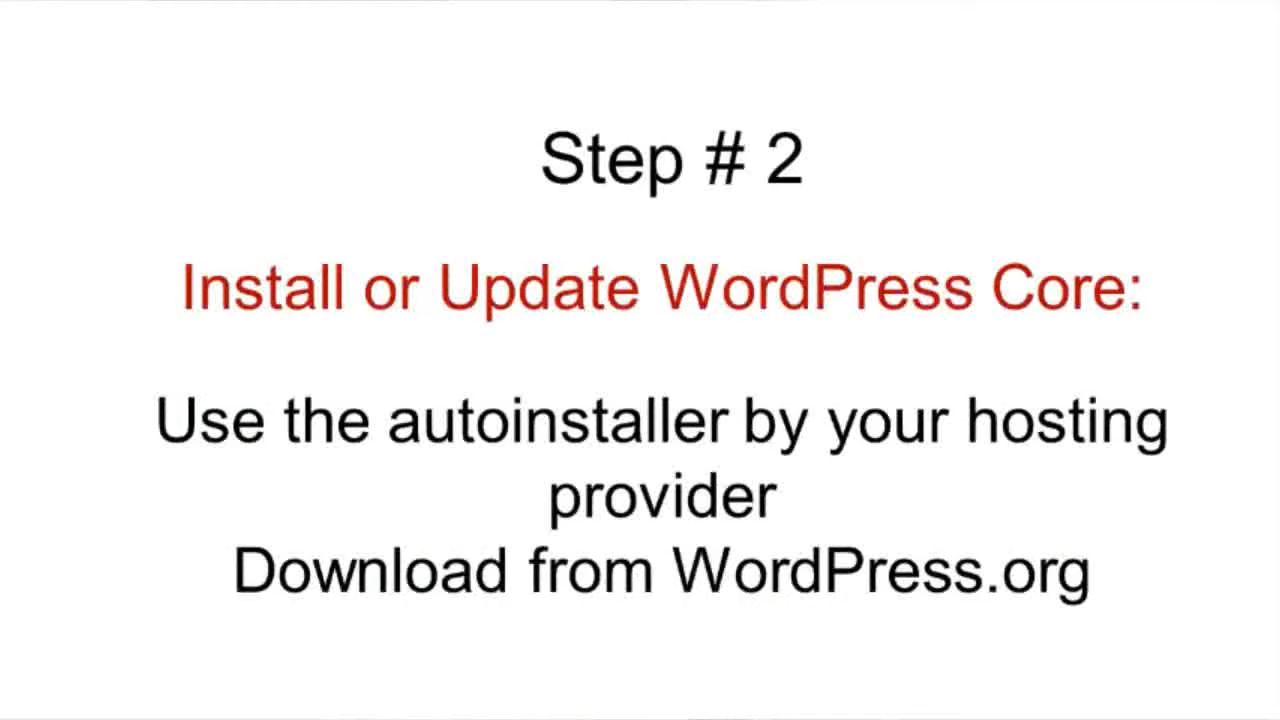 Step # 2
Install or Update WordPress Core:
Use the autoinstaller by your hosting
provider
Download from WordPress.org